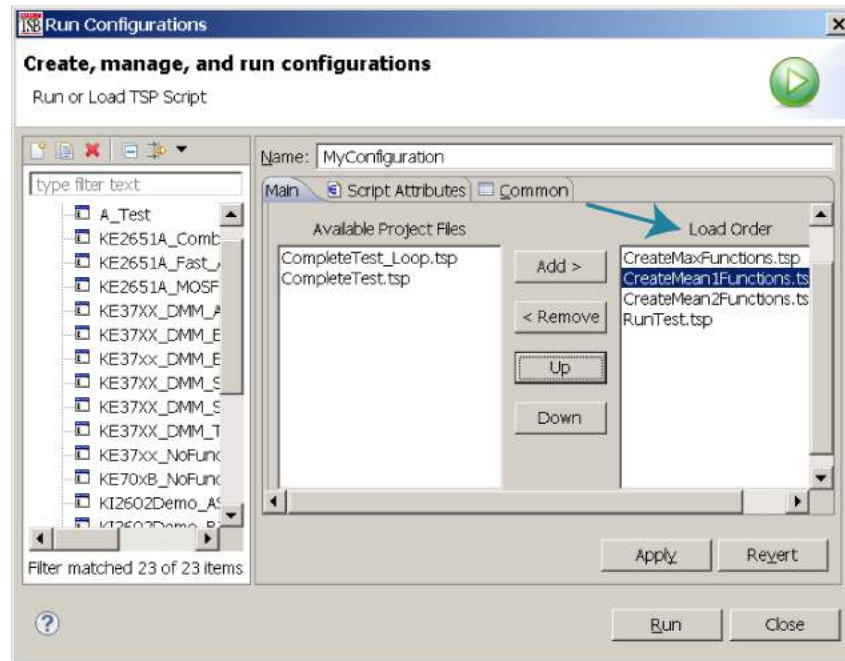 TSB Run Configurations
Create, manage, and run configurations
Run or Load TSP Script
type filter text
A_Test
KE2651A_Comb
KE2651A_Fast_
KE2651A_MOSF
KE37XX_DMM_A
KE37XX_DMM_E
KE37xx_DMM_E
KE37XX_DMM_S
KE37XX_DMM_S
KE37XX_DMM_T
KE37xx_NoFunc
KE70xB_NoFunc
KI2602Demo_AS
Filter matched 23 of 23 items
Name: MyConfiguration
Main Script Attributes Common
Available Project Files
CompleteTest_Loop.tsp
CompleteTest.tsp
Add >
< Remove
Up
Down
Load Order
CreateMaxFunctions.tsp
CreateMean1Functions.ts
CreateMean2Functions.ts
RunTest.tsp
Apply Revert
? Run Close